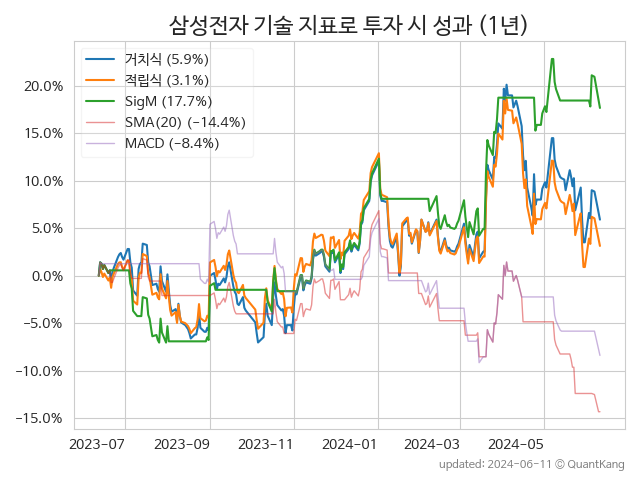 삼성전자 기술 지표로 투자 시 성과 (1년)
거치식 (5.9%)
적립식 (3.1%)
SigM (17.7%)
SMA(20) (−14.4%)
MACD (−8.4%)
20.0%
15.0%
10.0%
5.0%
0.0%
−5.0%
−10.0%
−15.0%
2023-07
2023-09
2023-11
2024-01
2024-03
2024-05
updated: 2024-06-11 ⓒ QuantKang